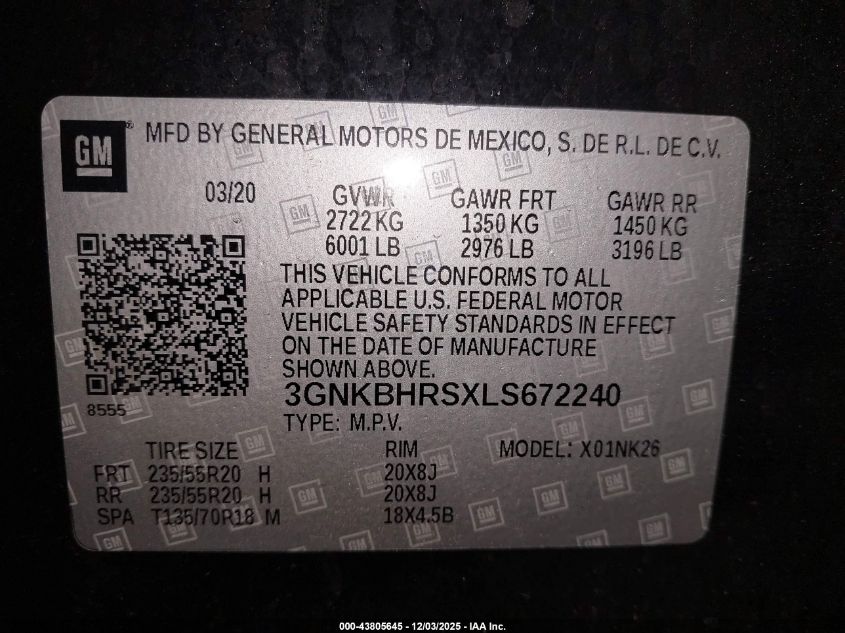 GM® MFD BY GENERAL MOTORS DE MEXICO, S. DE R.L. DE C.V.
03/20 GVWR GAWR FRT GAWR RR
2722 KG 1350 KG 1450 KG
6001 LB 2976 LB 3196 LB
THIS VEHICLE CONFORMS TO ALL
APPLICABLE U.S. FEDERAL MOTOR
VEHICLE SAFETY STANDARDS IN EFFECT
ON THE DATE OF MANUFACTURE
SHOWN ABOVE.
3GNKBHRSXLS672240
8555
TYPE: M.P.V.
TIRE SIZE RIM MODEL: X01NK26
FRT 235/55R20 H 20X8J
RR 235/55R20 H 20X8J
SPA T135/70R18 M 18X4.5B
000-43805645 - 12/03/2025 - IAA Inc.